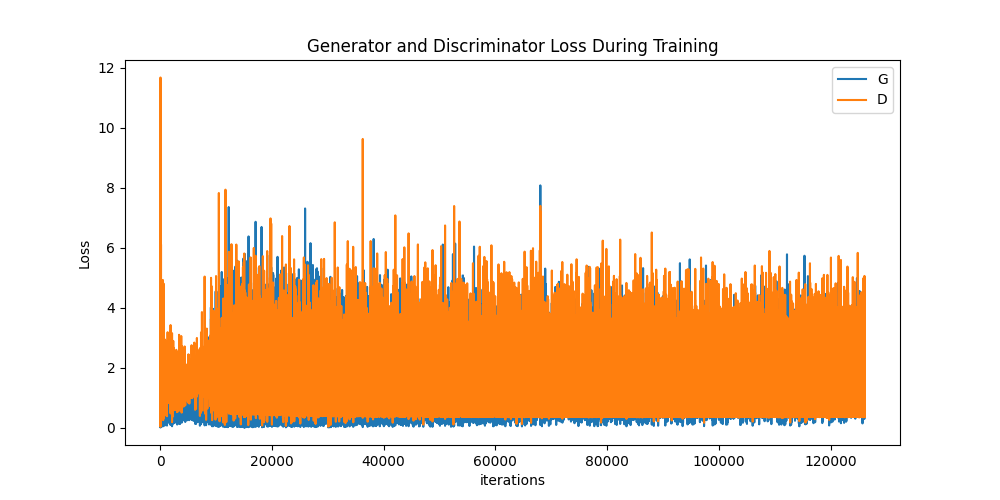 Generator and Discriminator Loss During Training
G
D
12
10
8
6
4
2
0
Loss
0 20000 40000 60000 80000 100000 120000
iterations